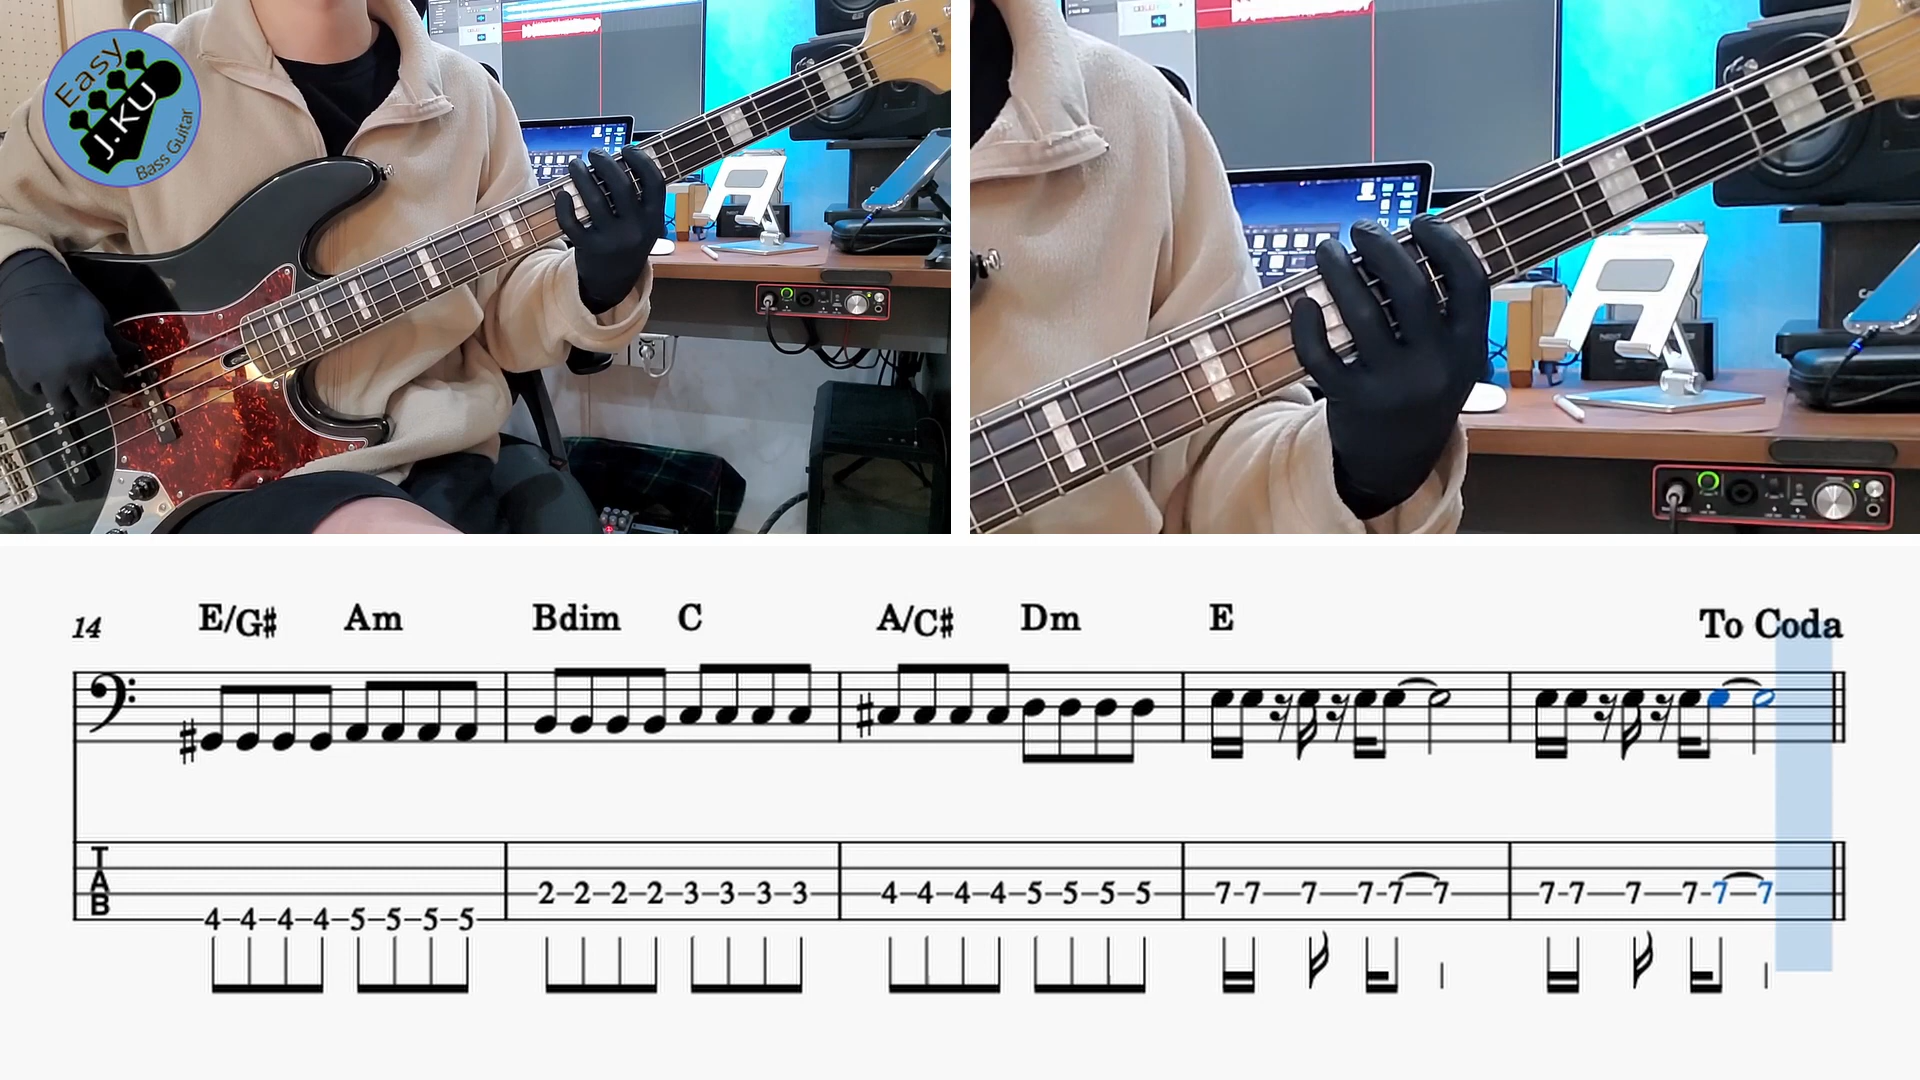 Easy
J.KU
Bass Guitar
14 E/G# Am Bdim C A/C# Dm E To Coda
T
A
B
4-4-4-4-5-5-5-5
2-2-2-2-3-3-3-3
4-4-4-4-5-5-5-5
7-7 7 7-7 7
7-7 7 7-7 7